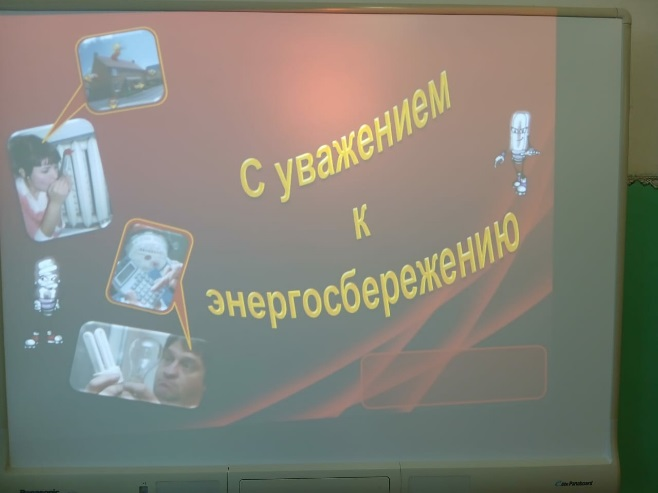 С уважением
к
энергосбережению